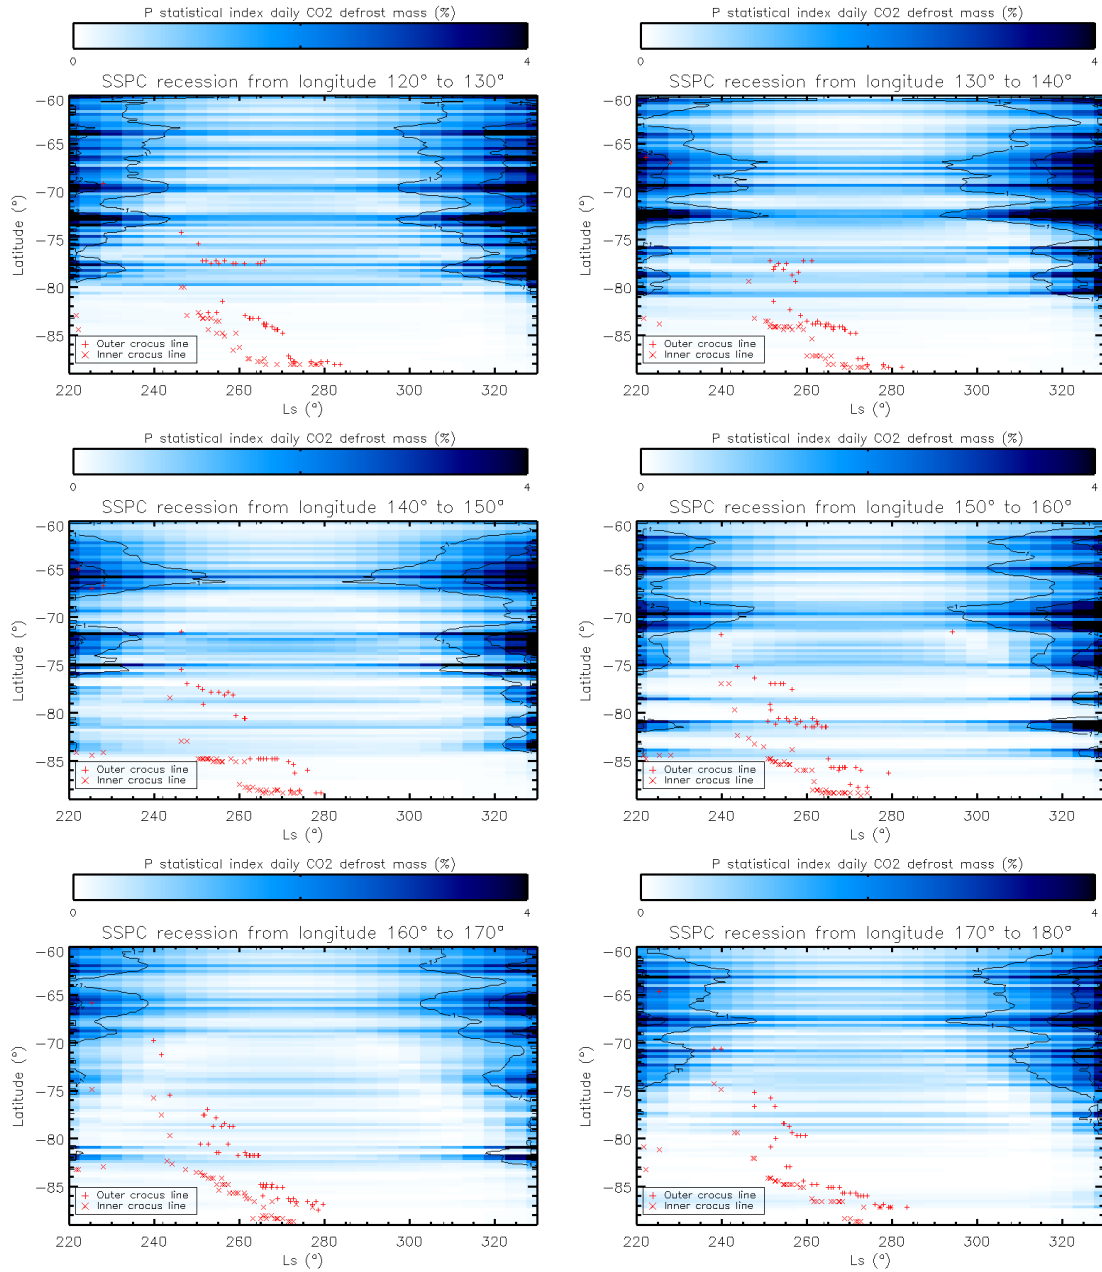 P statistical index daily CO2 defrost mass (%)
0 4
SSPC recession from longitude 120° to 130°
-60
-65
-70
-75
-80
-85
Latitude (°)
+ Outer crocus line
× Inner crocus line
220 240 260 280 300 320
Ls (°)
P statistical index daily CO2 defrost mass (%)
0 4
SSPC recession from longitude 130° to 140°
-60
-65
-70
-75
-80
-85
Latitude (°)
+ Outer crocus line
× Inner crocus line
220 240 260 280 300 320
Ls (°)
P statistical index daily CO2 defrost mass (%)
0 4
SSPC recession from longitude 140° to 150°
-60
-65
-70
-75
-80
-85
Latitude (°)
+ Outer crocus line
× Inner crocus line
220 240 260 280 300 320
Ls (°)
P statistical index daily CO2 defrost mass (%)
0 4
SSPC recession from longitude 150° to 160°
-60
-65
-70
-75
-80
-85
Latitude (°)
+ Outer crocus line
× Inner crocus line
220 240 260 280 300 320
Ls (°)
P statistical index daily CO2 defrost mass (%)
0 4
SSPC recession from longitude 160° to 170°
-60
-65
-70
-75
-80
-85
Latitude (°)
+ Outer crocus line
× Inner crocus line
220 240 260 280 300 320
Ls (°)
P statistical index daily CO2 defrost mass (%)
0 4
SSPC recession from longitude 170° to 180°
-60
-65
-70
-75
-80
-85
Latitude (°)
+ Outer crocus line
× Inner crocus line
220 240 260 280 300 320
Ls (°)